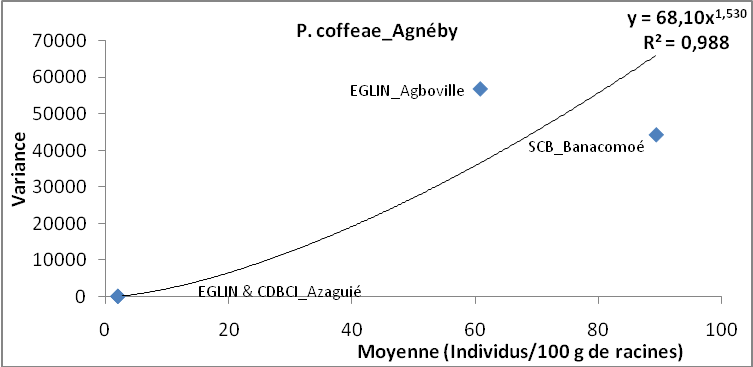 P. coffeae_Agnéby
y = 68,10x^1,530
R² = 0,988
Variance
70000
60000
50000
40000
30000
20000
10000
0
EGLIN_Agboville
SCB_Banacomoé
EGLIN & CDBCI_Azaguié
0 20 40 60 80 100
Moyenne (Individus/100 g de racines)